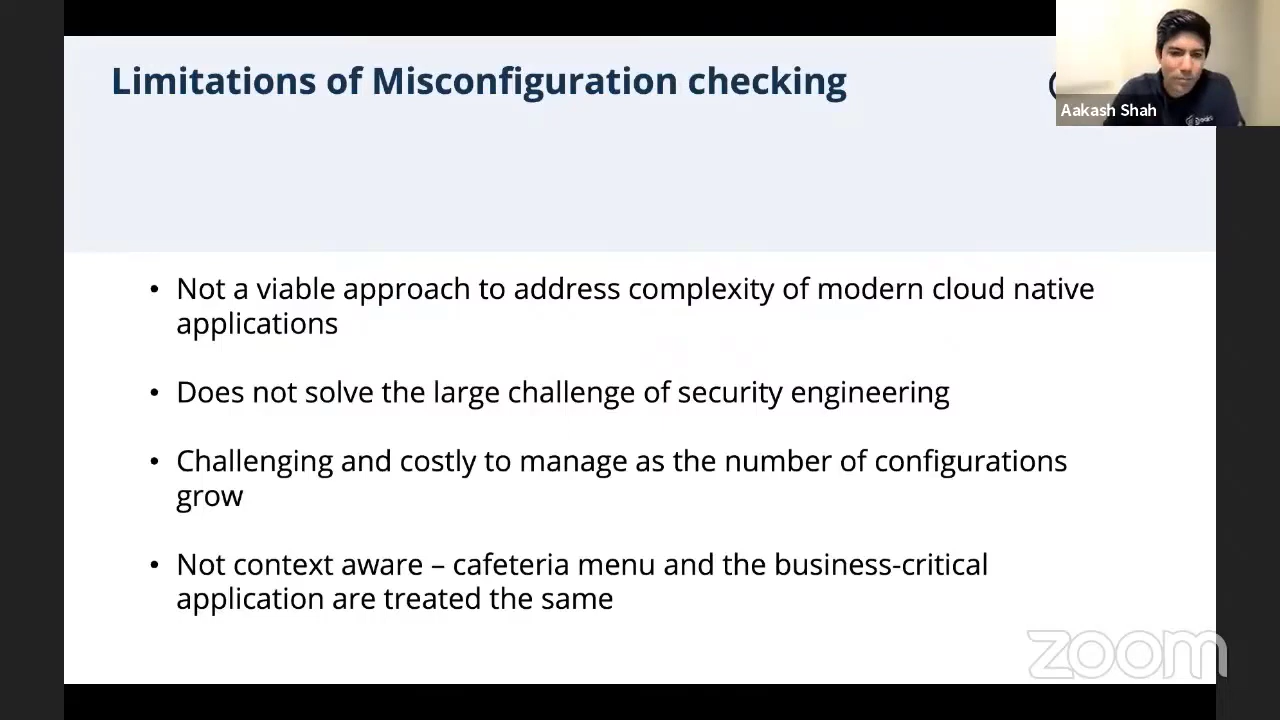 Limitations of Misconfiguration checking
Aakash Shah
• Not a viable approach to address complexity of modern cloud native
applications
• Does not solve the large challenge of security engineering
• Challenging and costly to manage as the number of configurations
grow
• Not context aware – cafeteria menu and the business-critical
application are treated the same
zoom